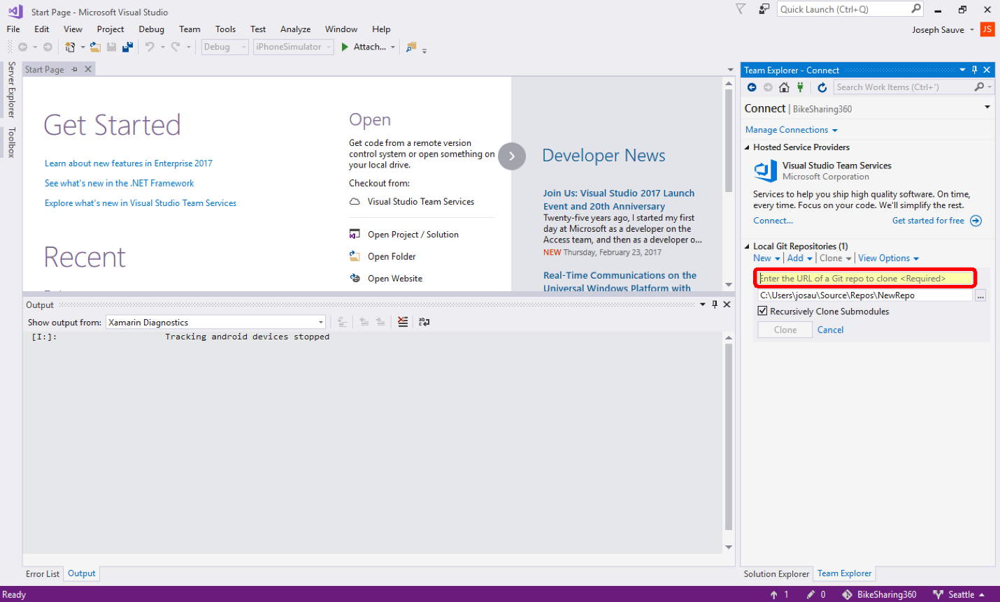 Start Page - Microsoft Visual Studio
Quick Launch (Ctrl+Q)
File Edit View Project Debug Team Tools Test Analyze Window Help
Joseph Sauve
JS
Debug
iPhoneSimulator
Attach...
Server Explorer
Toolbox
Start Page
Get Started
Learn about new features in Enterprise 2017
See what's new in the .NET Framework
Explore what's new in Visual Studio Team Services
Recent
Open
Get code from a remote version
control system or open something on
your local drive.
Checkout from:
Visual Studio Team Services
Open Project / Solution
Open Folder
Open Website
Developer News
Join Us: Visual Studio 2017 Launch
Event and 20th Anniversary
Twenty-five years ago, I started my first
day at Microsoft as a developer on the
Access team, and then as a developer o...
NEW Thursday, February 23, 2017
Real-Time Communications on the
Universal Windows Platform with
Output
Show output from: Xamarin Diagnostics
[I:]: Tracking android devices stopped
Error List
Output
Team Explorer - Connect
Search Work Items (Ctrl+')
Connect | BikeSharing360
Manage Connections
Hosted Service Providers
Visual Studio Team Services
Microsoft Corporation
Services to help you ship high quality software. On time,
every time. Focus on your code. We'll simplify the rest.
Connect...
Get started for free
Local Git Repositories (1)
New | Add | Clone | View Options
Enter the URL of a Git repo to clone <Required>
C:\Users\josau\Source\Repos\NewRepo
...
Recursively Clone Submodules
Clone
Cancel
Solution Explorer
Team Explorer
Ready
1
0
BikeSharing360
Seattle